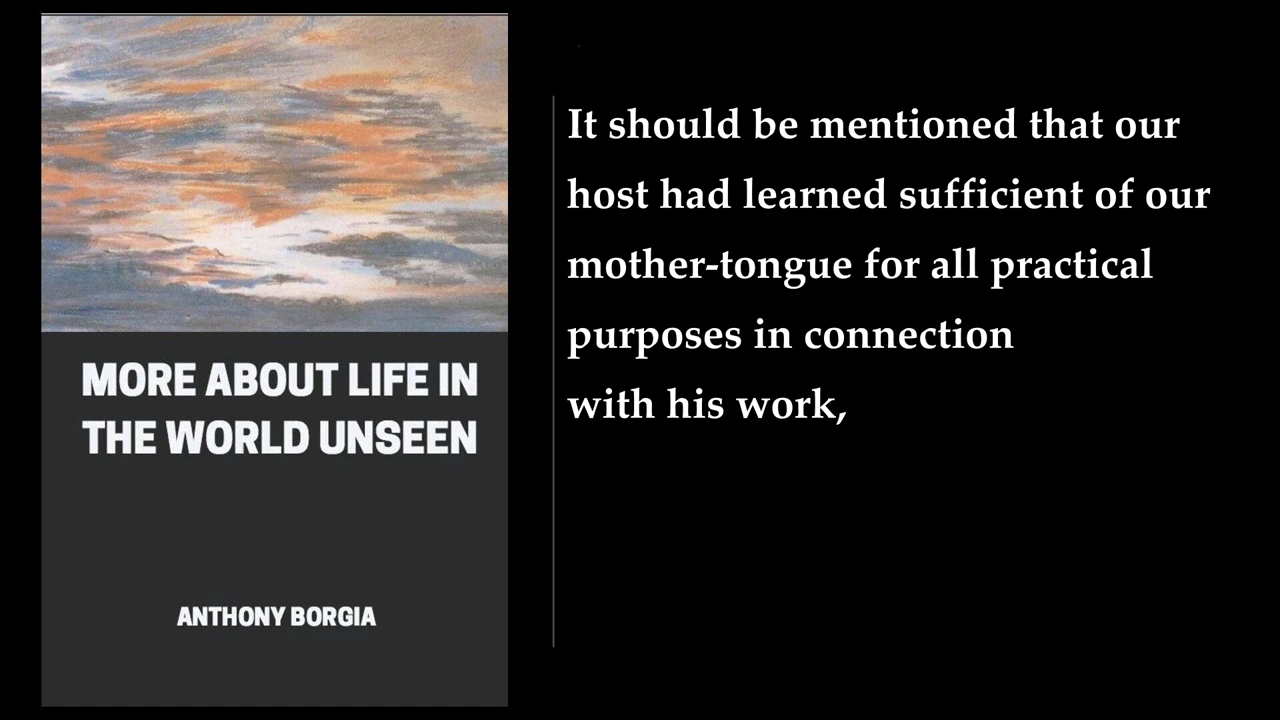 MORE ABOUT LIFE IN
THE WORLD UNSEEN
ANTHONY BORGIA
It should be mentioned that our
host had learned sufficient of our
mother-tongue for all practical
purposes in connection
with his work,